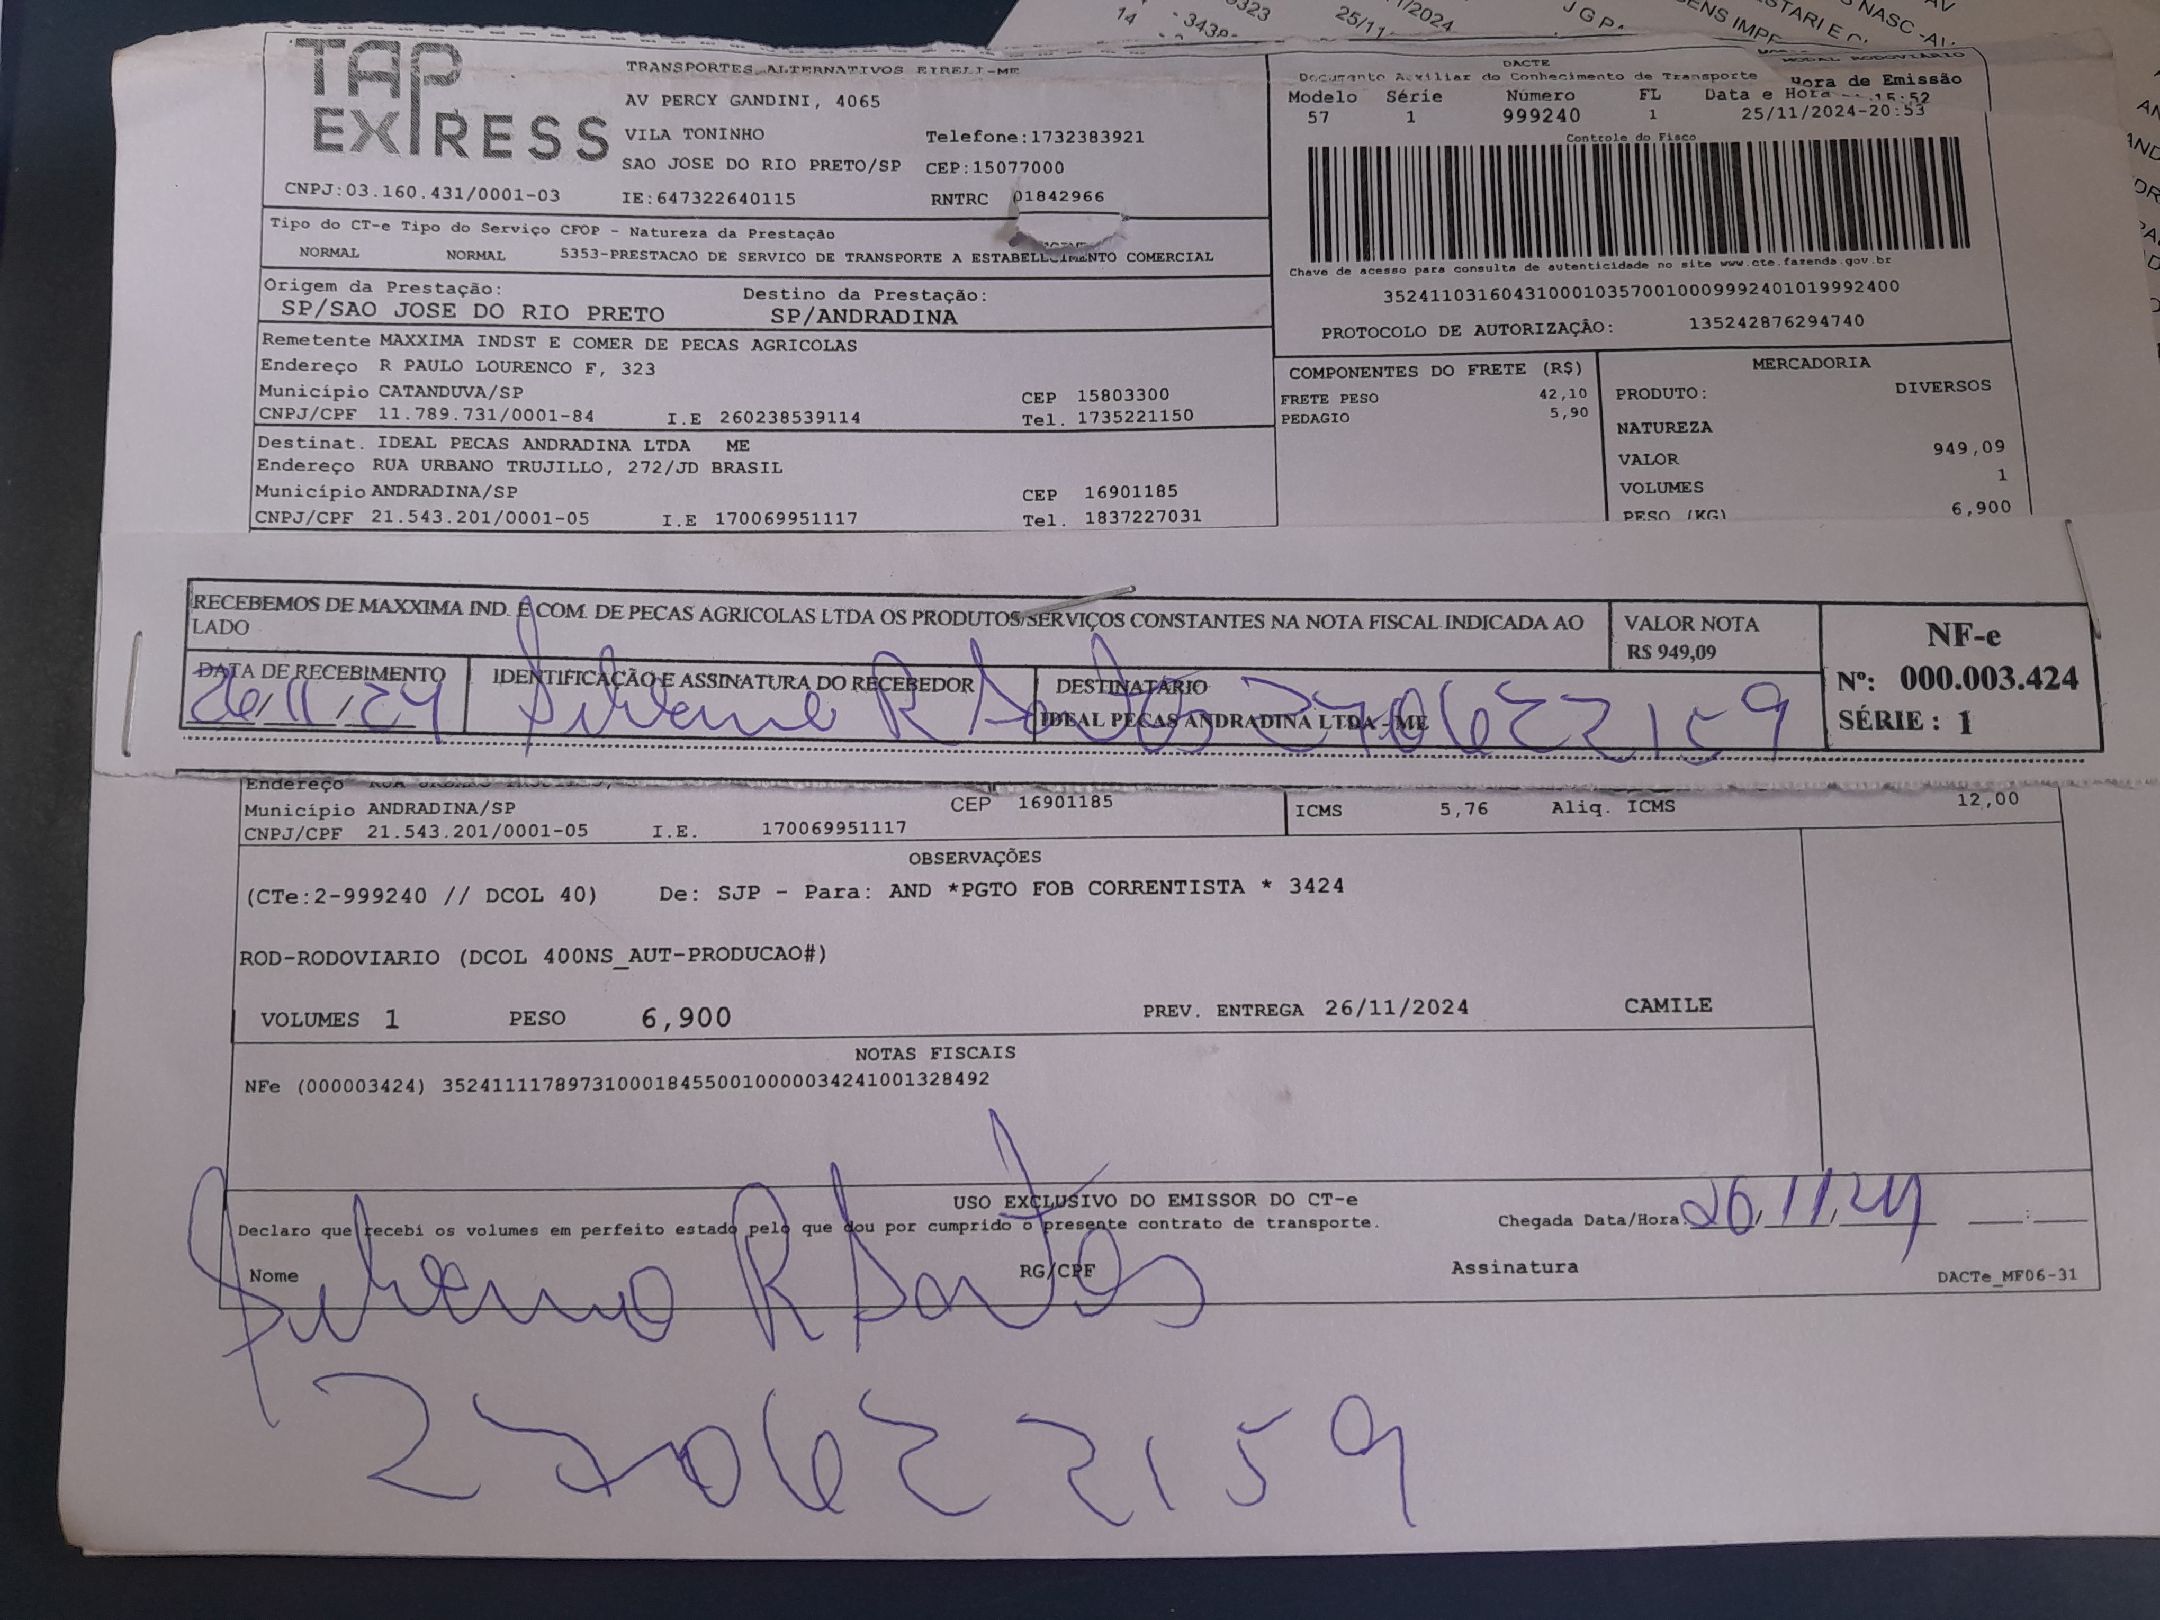 TAP EXPRESS
TRANSPORTES ALTERNATIVOS EIRELI-ME
AV PERCY GANDINI, 4065
VILA TONINHO Telefone:1732383921
SAO JOSE DO RIO PRETO/SP CEP:15077000
CNPJ:03.160.431/0001-03 IE:647322640115 RNTRC 01842966
Tipo do CT-e Tipo do Serviço CFOP - Natureza da Prestação
NORMAL NORMAL 5353-PRESTACAO DE SERVICO DE TRANSPORTE A ESTABELECIMENTO COMERCIAL
Origem da Prestação: Destino da Prestação:
SP/SAO JOSE DO RIO PRETO SP/ANDRADINA
Remetente MAXXIMA INDST E COMER DE PECAS AGRICOLAS
Endereço R PAULO LOURENCO F, 323
Município CATANDUVA/SP CEP 15803300
CNPJ/CPF 11.789.731/0001-84 I.E 260238539114 Tel. 1735221150
Destinat. IDEAL PECAS ANDRADINA LTDA ME
Endereço RUA URBANO TRUJILLO, 272/JD BRASIL
Município ANDRADINA/SP CEP 16901185
CNPJ/CPF 21.543.201/0001-05 I.E 170069951117 Tel. 1837227031
MODAL RODOVIÁRIO
DACTE
Documento Auxiliar do Conhecimento de Transporte Hora de Emissão
Modelo Série Número FL Data e Hora 15:52
57 1 999240 1 25/11/2024-20:53
Controle do Fisco
Chave de acesso para consulta de autenticidade no site www.cte.fazenda.gov.br
35241103160431000103570010009992401019992400
PROTOCOLO DE AUTORIZAÇÃO: 135242876294740
COMPONENTES DO FRETE (R$)
FRETE PESO 42,10
PEDAGIO 5,90
MERCADORIA
PRODUTO: DIVERSOS
NATUREZA
VALOR 949,09
VOLUMES 1
PESO (KG) 6,900
RECEBEMOS DE MAXXIMA IND. E COM. DE PECAS AGRICOLAS LTDA OS PRODUTOS/SERVIÇOS CONSTANTES NA NOTA FISCAL INDICADA AO
LADO
VALOR NOTA
R$ 949,09
NF-e
Nº: 000.003.424
SÉRIE : 1
DATA DE RECEBIMENTO IDENTIFICAÇÃO E ASSINATURA DO RECEBEDOR DESTINATÁRIO
IDEAL PECAS ANDRADINA LTDA - ME
26/11/24 R Santos 270622159
Endereço
Município ANDRADINA/SP CEP 16901185
CNPJ/CPF 21.543.201/0001-05 I.E. 170069951117
ICMS 5,76 Aliq. ICMS 12,00
OBSERVAÇÕES
(CTe:2-999240 // DCOL 40) De: SJP - Para: AND *PGTO FOB CORRENTISTA * 3424
ROD-RODOVIARIO (DCOL 400NS_AUT-PRODUCAO#)
VOLUMES 1 PESO 6,900 PREV. ENTREGA 26/11/2024 CAMILE
NOTAS FISCAIS
NFe (000003424) 35241111789731000184550010000034241001328492
USO EXCLUSIVO DO EMISSOR DO CT-e
Declaro que recebi os volumes em perfeito estado pelo que dou por cumprido o presente contrato de transporte. Chegada Data/Hora: 26/11/24 __:__
Nome RG/CPF Assinatura DACTe_MF06-31
R Santos
270622159